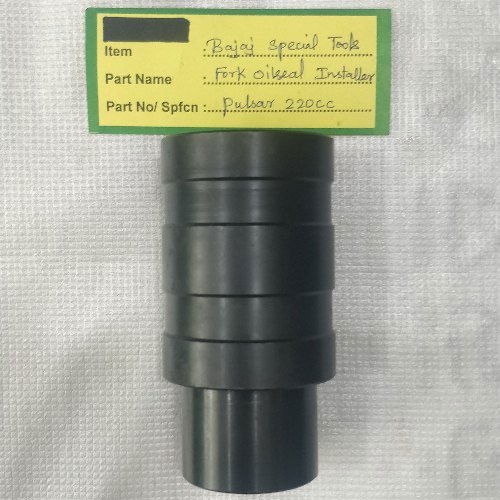 Item : Bajaj Special Tools
Part Name : Fork Oilseal Installer
Part No/ Spfcn : Pulsar 220cc